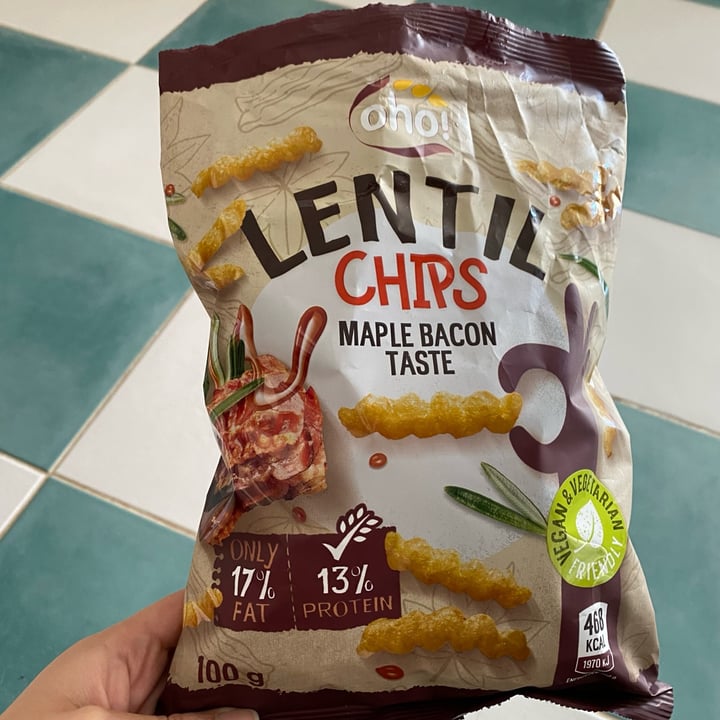 oho!
LENTIL
CHIPS
MAPLE BACON
TASTE
VEGAN & VEGETARIAN
FRIENDLY
ONLY
17%
FAT
13%
PROTEIN
468
KCAL
1970 KJ
100 g